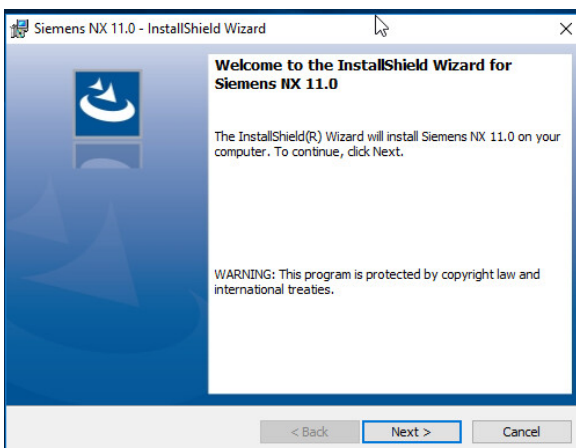 Siemens NX 11.0 - InstallShield Wizard
Welcome to the InstallShield Wizard for
Siemens NX 11.0
The InstallShield(R) Wizard will install Siemens NX 11.0 on your
computer. To continue, click Next.
WARNING: This program is protected by copyright law and
international treaties.
< Back Next > Cancel